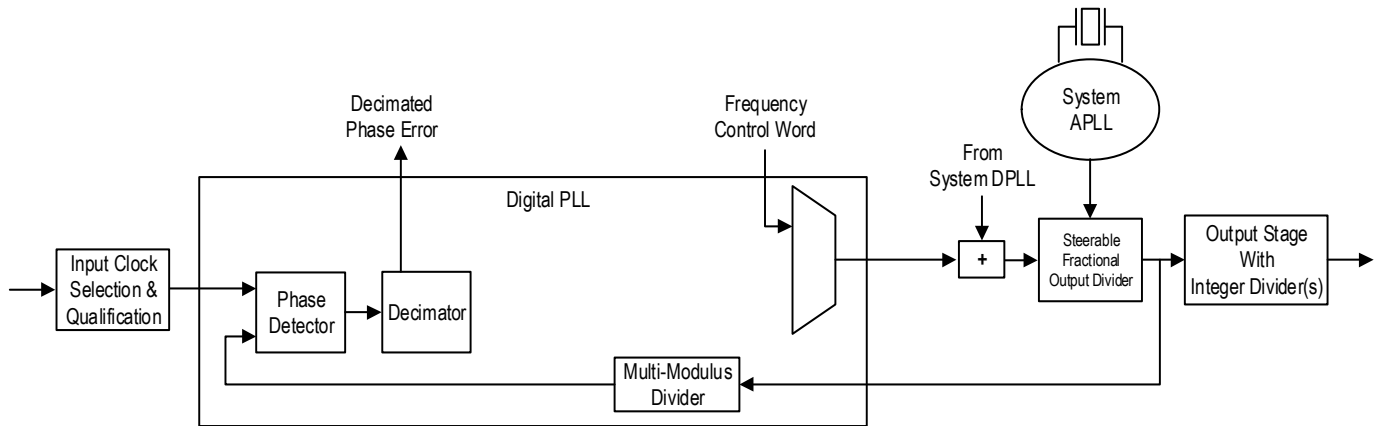 System
APLL
Decimated
Phase Error
Frequency
Control Word
From
System DPLL
Digital PLL
Input Clock
Selection &
Qualification
Phase
Detector
Decimator
+
Steerable
Fractional
Output Divider
Output Stage
With
Integer Divider(s)
Multi-Modulus
Divider